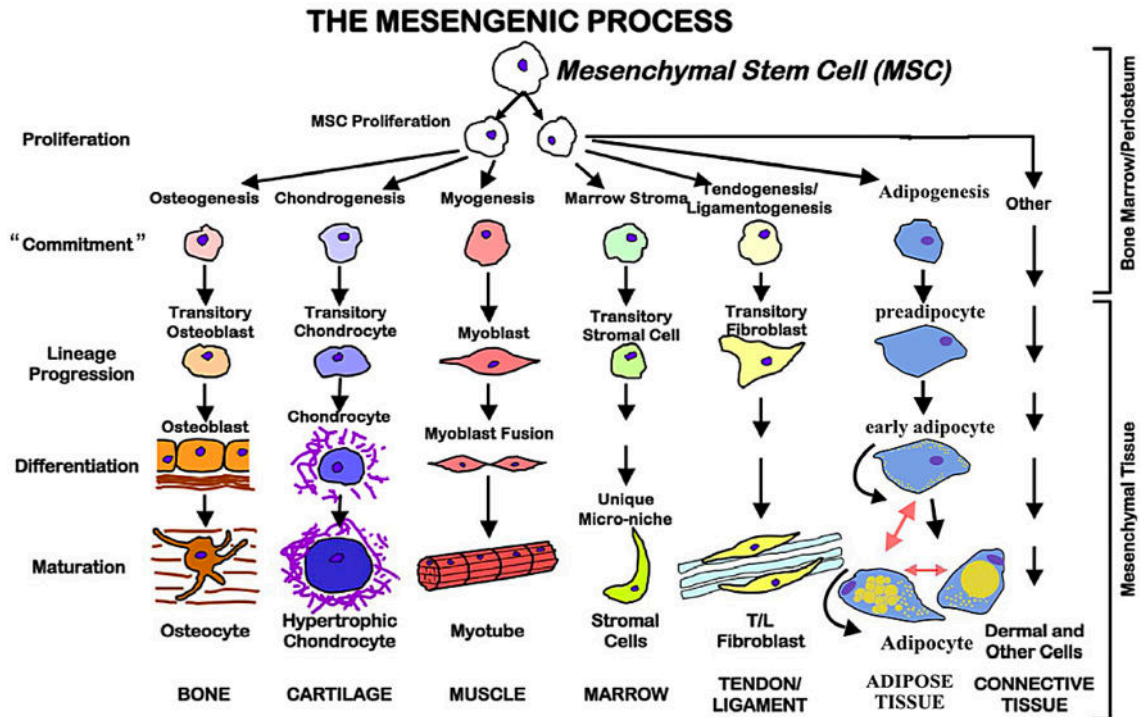 THE MESENGENIC PROCESS
Mesenchymal Stem Cell (MSC)
MSC Proliferation
Proliferation
Osteogenesis
Chondrogenesis
Myogenesis
Marrow Stroma
Tendogenesis/
Ligamentogenesis
Adipogenesis
Other
"Commitment"
Transitory
Osteoblast
Transitory
Chondrocyte
Myoblast
Transitory
Stromal Cell
Transitory
Fibroblast
preadipocyte
Lineage
Progression
Osteoblast
Chondrocyte
Myoblast Fusion
early adipocyte
Differentiation
Unique
Micro-niche
Maturation
Osteocyte
Hypertrophic
Chondrocyte
Myotube
Stromal
Cells
T/L
Fibroblast
Adipocyte
Dermal and
Other Cells
BONE
CARTILAGE
MUSCLE
MARROW
TENDON/
LIGAMENT
ADIPOSE
TISSUE
CONNECTIVE
TISSUE
Bone Marrow/Periosteum
Mesenchymal Tissue